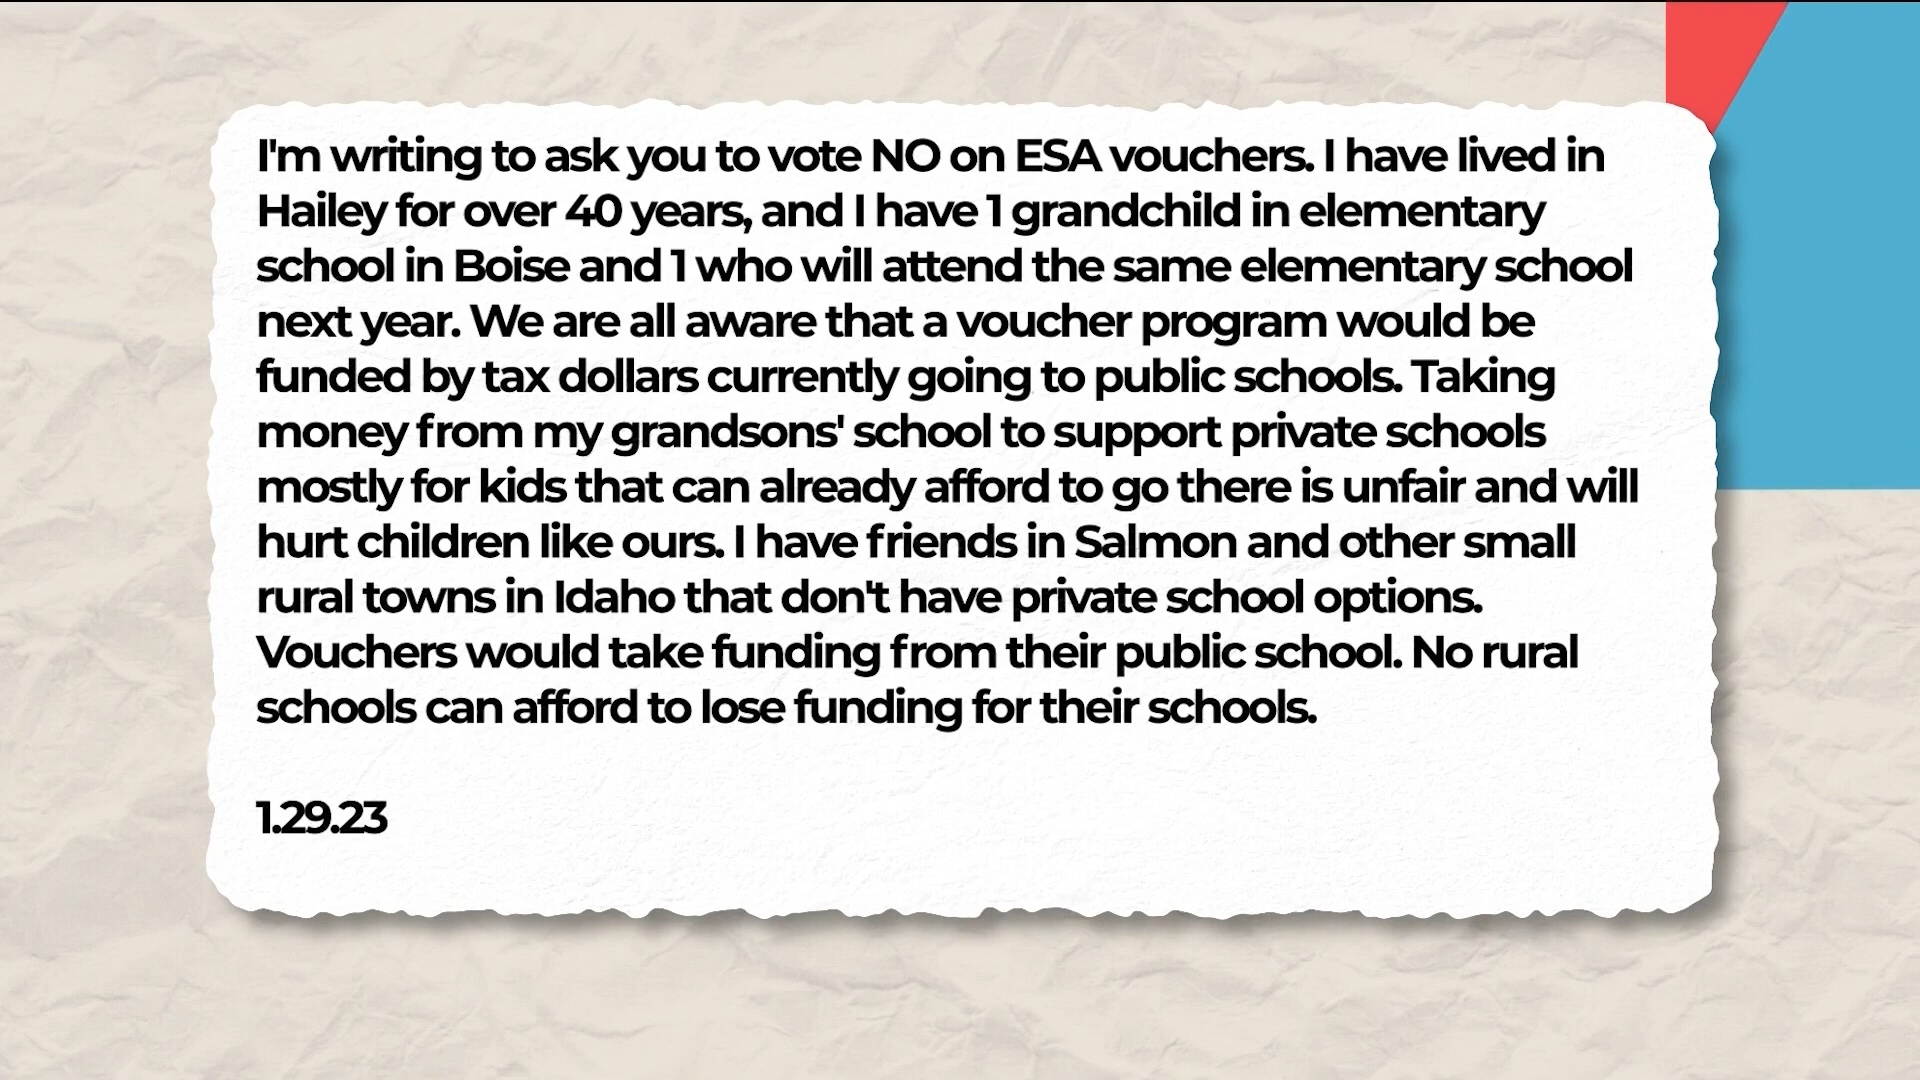 I'm writing to ask you to vote NO on ESA vouchers. I have lived in
Hailey for over 40 years, and I have 1 grandchild in elementary
school in Boise and 1 who will attend the same elementary school
next year. We are all aware that a voucher program would be
funded by tax dollars currently going to public schools. Taking
money from my grandsons' school to support private schools
mostly for kids that can already afford to go there is unfair and will
hurt children like ours. I have friends in Salmon and other small
rural towns in Idaho that don't have private school options.
Vouchers would take funding from their public school. No rural
schools can afford to lose funding for their schools.
1.29.23